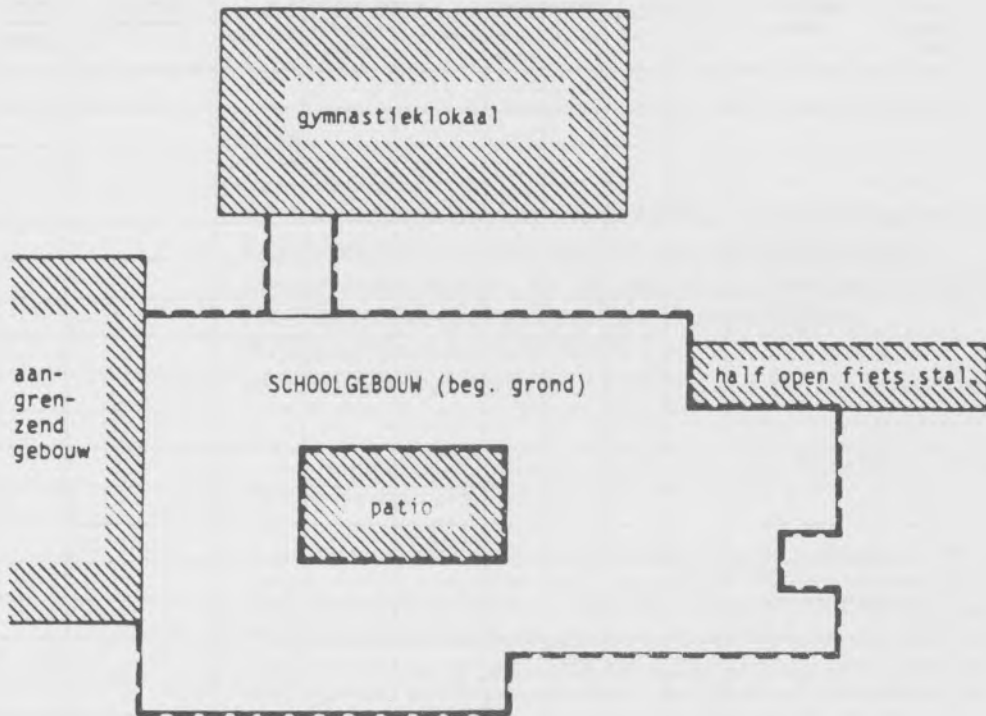 gymnastieklokaal
aan-
gren-
zend
gebouw
SCHOOLGEBOUW (beg. grond)
half open fiets.stal.
patio